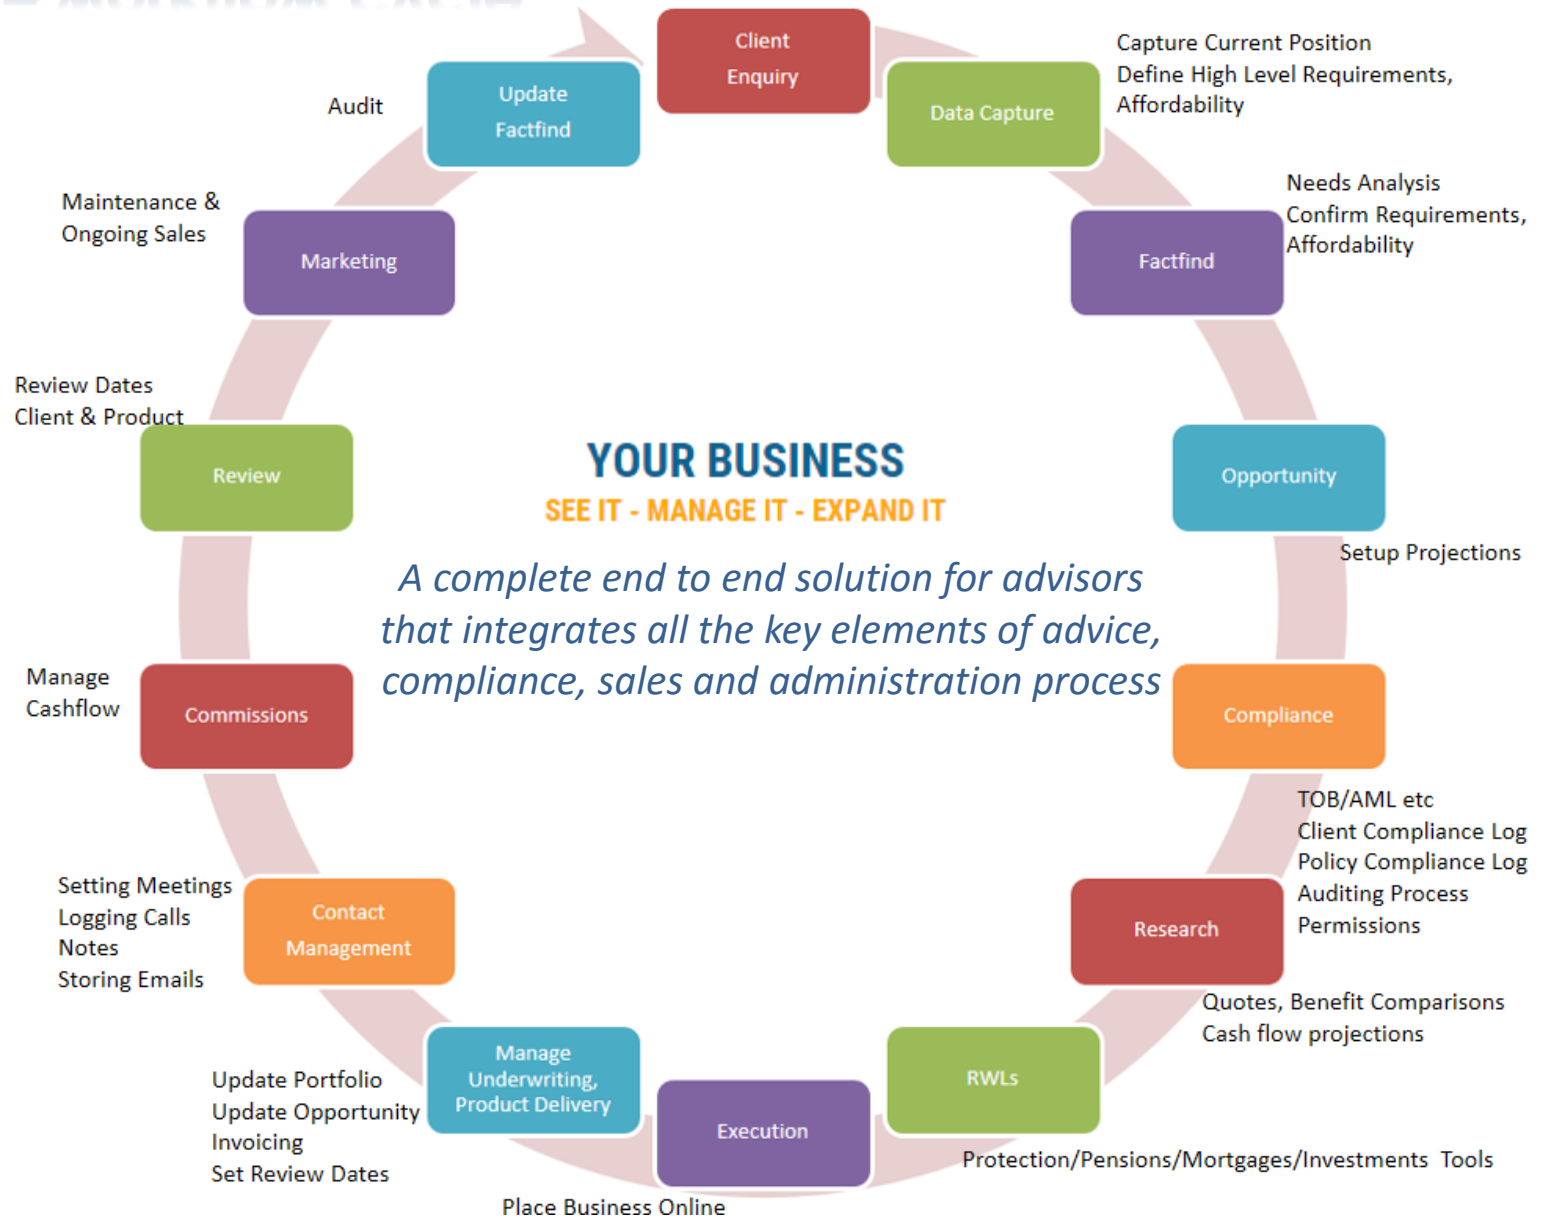 Client
Enquiry
Capture Current Position
Define High Level Requirements,
Affordability
Data Capture
Needs Analysis
Confirm Requirements,
Affordability
Factfind
Opportunity
Setup Projections
Compliance
TOB/AML etc
Client Compliance Log
Policy Compliance Log
Auditing Process
Permissions
Research
Quotes, Benefit Comparisons
Cash flow projections
RWLs
Protection/Pensions/Mortgages/Investments Tools
Execution
Place Business Online
Manage
Underwriting,
Product Delivery
Update Portfolio
Update Opportunity
Invoicing
Set Review Dates
Contact
Management
Setting Meetings
Logging Calls
Notes
Storing Emails
Commissions
Manage
Cashflow
Review
Review Dates
Client & Product
Marketing
Maintenance &
Ongoing Sales
Update
Factfind
Audit
YOUR BUSINESS
SEE IT - MANAGE IT - EXPAND IT
A complete end to end solution for advisors
that integrates all the key elements of advice,
compliance, sales and administration process